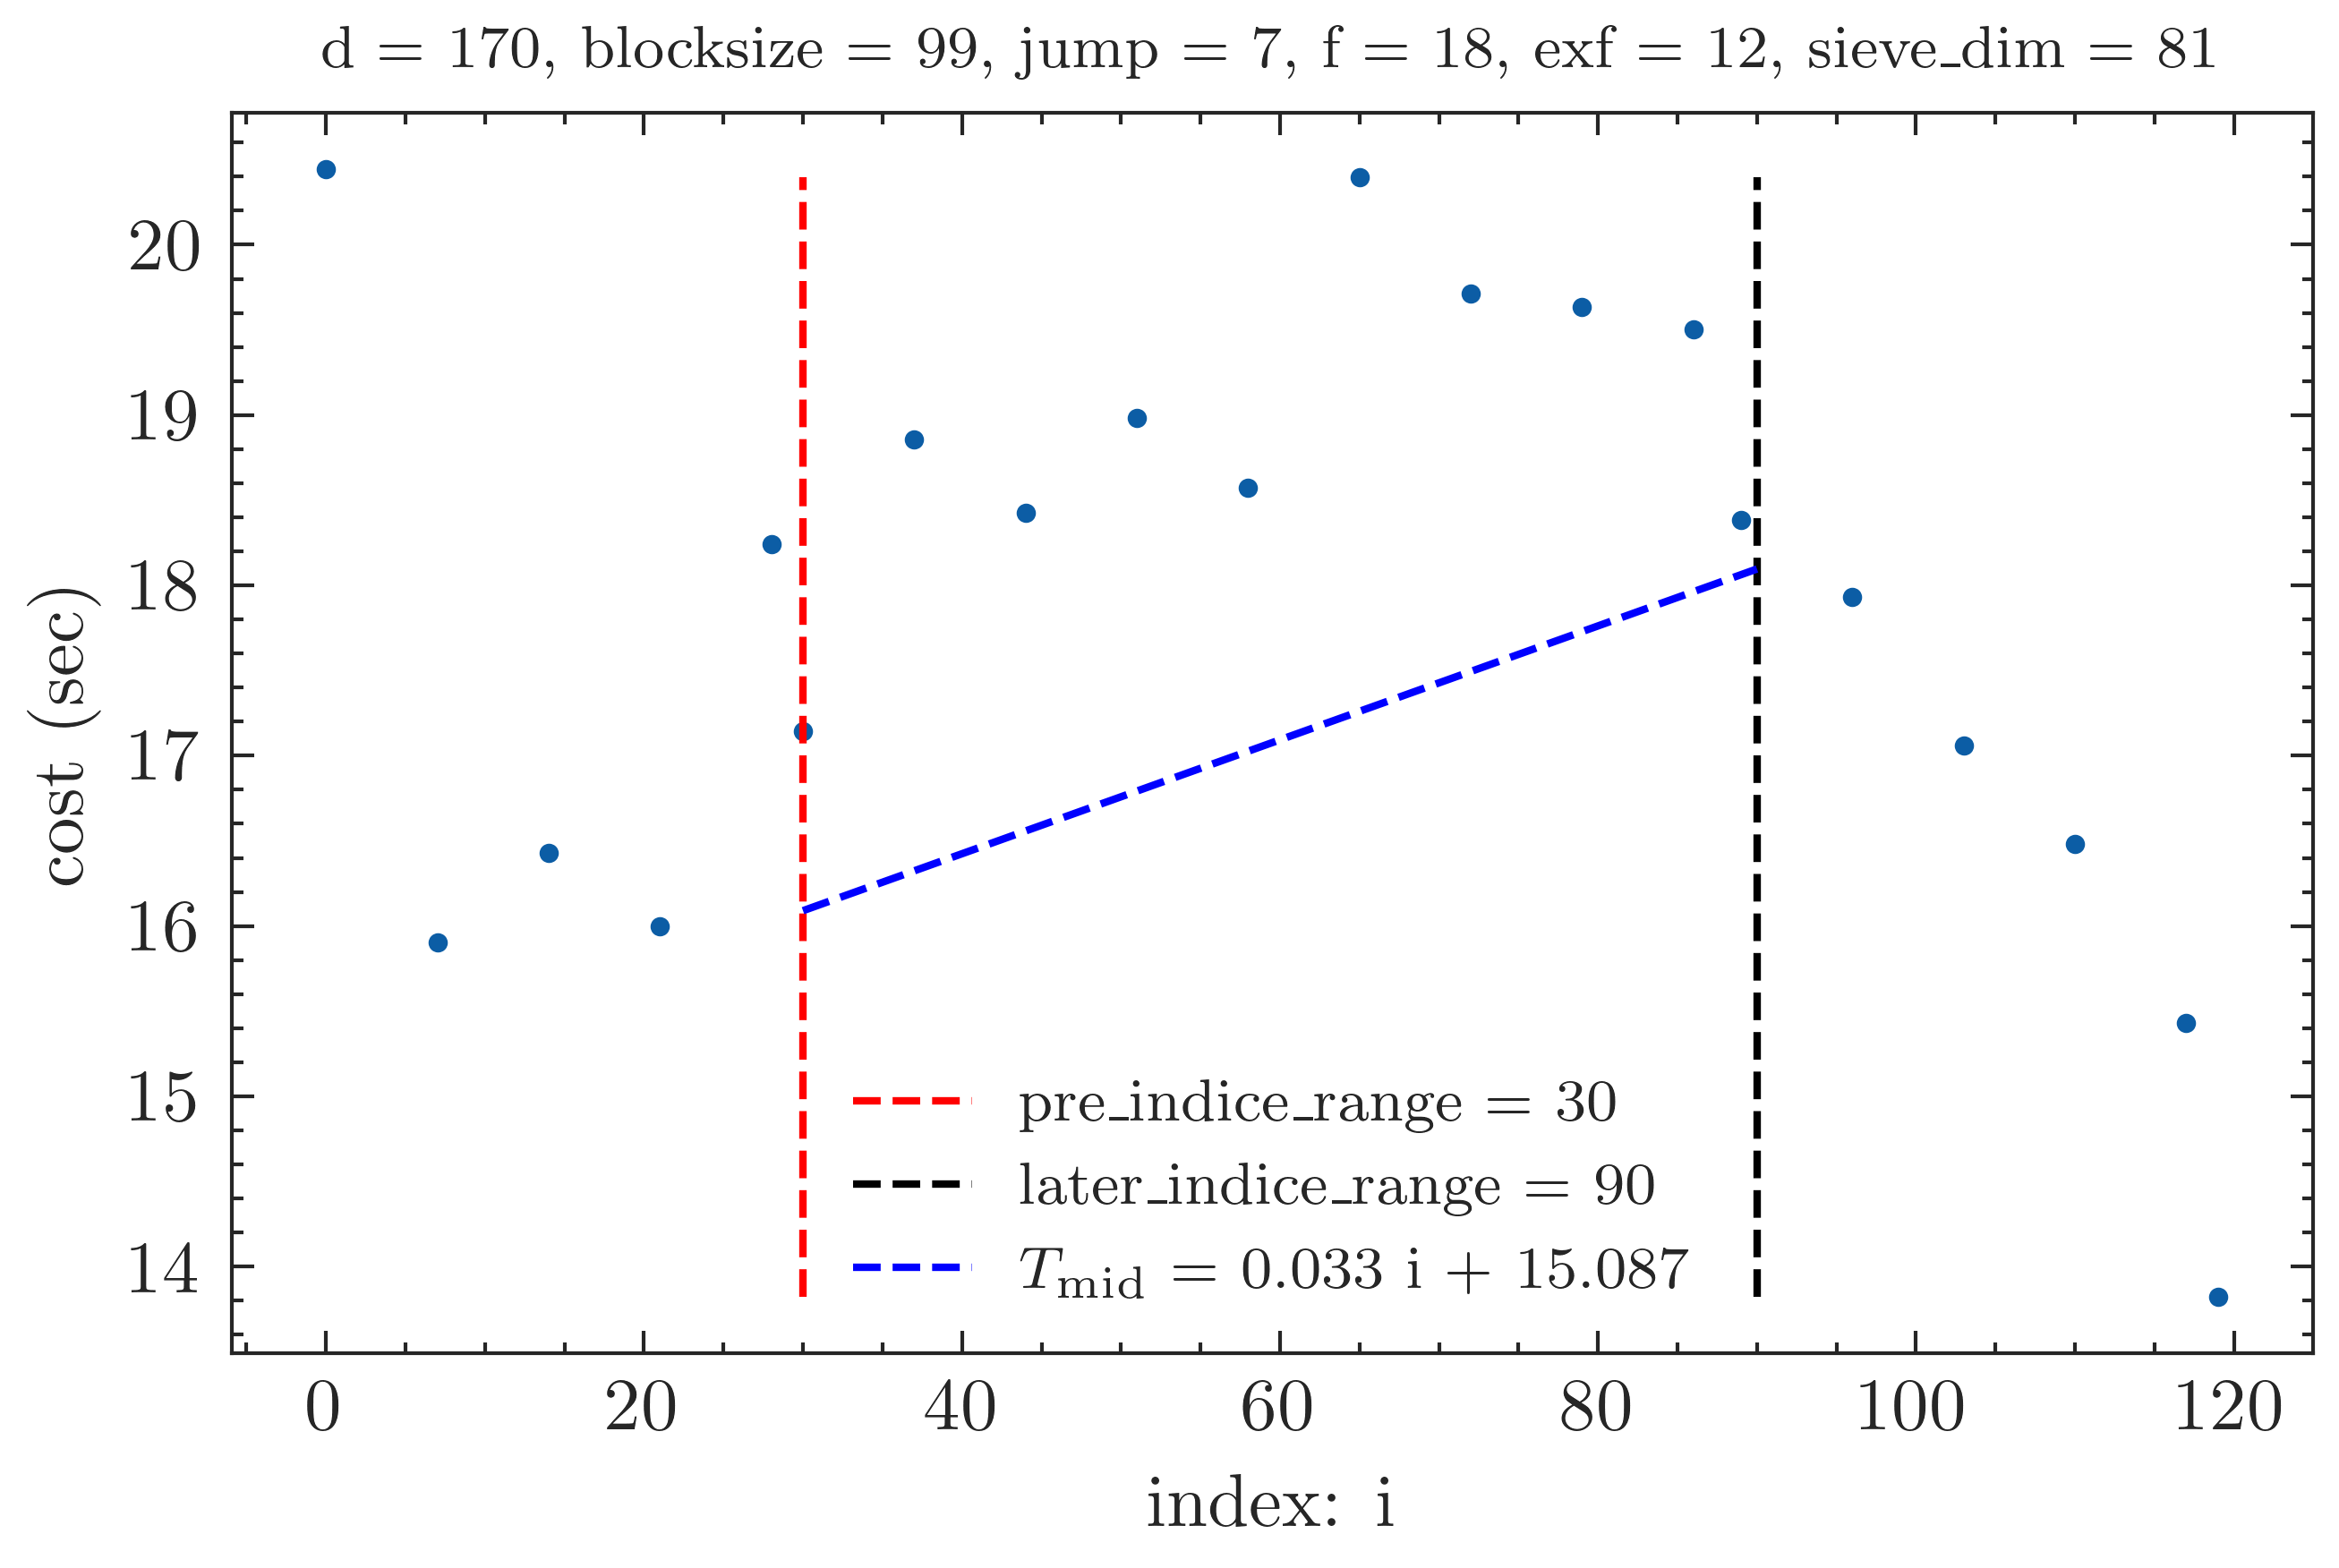 d = 170, blocksize = 99, jump = 7, f = 18, exf = 12, sieve_dim = 81
cost (sec)
20
19
18
17
16
15
14
pre_indice_range = 30
later_indice_range = 90
T_mid = 0.033 i + 15.087
0 20 40 60 80 100 120
index: i